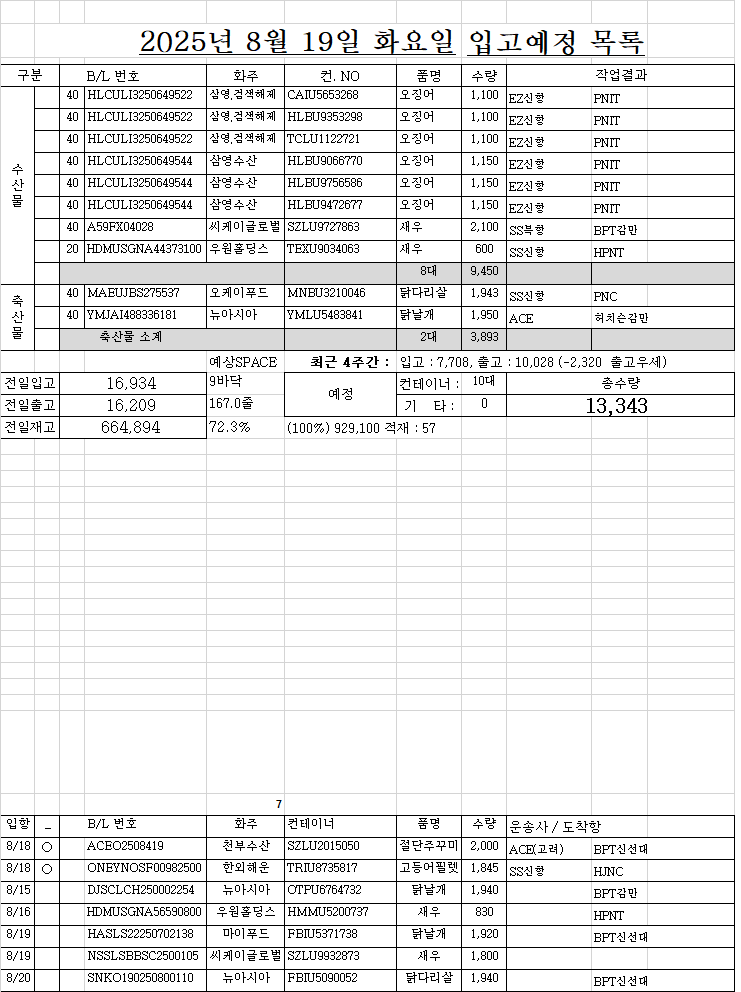 2025년 8월 19일 화요일 입고예정 목록
구분 B/L 번호 화주 컨. NO 품명 수량 작업결과
수산물
40 HLCULI3250649522 삼영,검색해제 CAIU5653268 오징어 1,100 EZ신항 PNIT
40 HLCULI3250649522 삼영,검색해제 HLBU9353298 오징어 1,100 EZ신항 PNIT
40 HLCULI3250649522 삼영,검색해제 TCLU1122721 오징어 1,100 EZ신항 PNIT
40 HLCULI3250649544 삼영수산 HLBU9066770 오징어 1,150 EZ신항 PNIT
40 HLCULI3250649544 삼영수산 HLBU9756586 오징어 1,150 EZ신항 PNIT
40 HLCULI3250649544 삼영수산 HLBU9472677 오징어 1,150 EZ신항 PNIT
40 A59FX04028 씨케이글로벌 SZLU9727863 새우 2,100 SS북항 BPT감만
20 HDMUSGNA44373100 우원홀딩스 TEXU9034063 새우 600 SS신항 HPNT
8대 9,450
축산물
40 MAEUJBS275537 오케이푸드 MNBU3210046 닭다리살 1,943 SS신항 PNC
40 YMJAI488336181 뉴아시아 YMLU5483841 닭날개 1,950 ACE 허치슨감만
축산물 소계 2대 3,893
예상SPACE 최근 4주간 : 입고 : 7,708, 출고 : 10,028 (-2,320 출고우세)
전일입고 16,934 9바닥 예정 컨테이너 : 10대 총수량
전일출고 16,209 167.0줄 기 타 : 0 13,343
전일재고 664,894 72.3% (100%) 929,100 적재 : 57
7
입항 _ B/L 번호 화주 컨테이너 품명 수량 운송사 / 도착항
8/18 ○ ACBO2508419 천부수산 SZLU2015050 절단주꾸미 2,000 ACE(고려) BPT신선대
8/18 ○ ONEYNOSF00982500 한외해운 TRIU8735817 고등어필렛 1,845 SS신항 HJNC
8/15 DJSCLCH250002254 뉴아시아 OTPU6764732 닭날개 1,940 BPT감만
8/16 HDMUSGNA56590800 우원홀딩스 HMMU5200737 새우 830 HPNT
8/19 HASLS22250702138 마이푸드 FBIU5371738 닭날개 1,920 BPT신선대
8/19 NSSLSBBSC2500105 씨케이글로벌 SZLU9932873 새우 1,800
8/20 SNKO190250800110 뉴아시아 FBIU5090052 닭다리살 1,940 BPT신선대